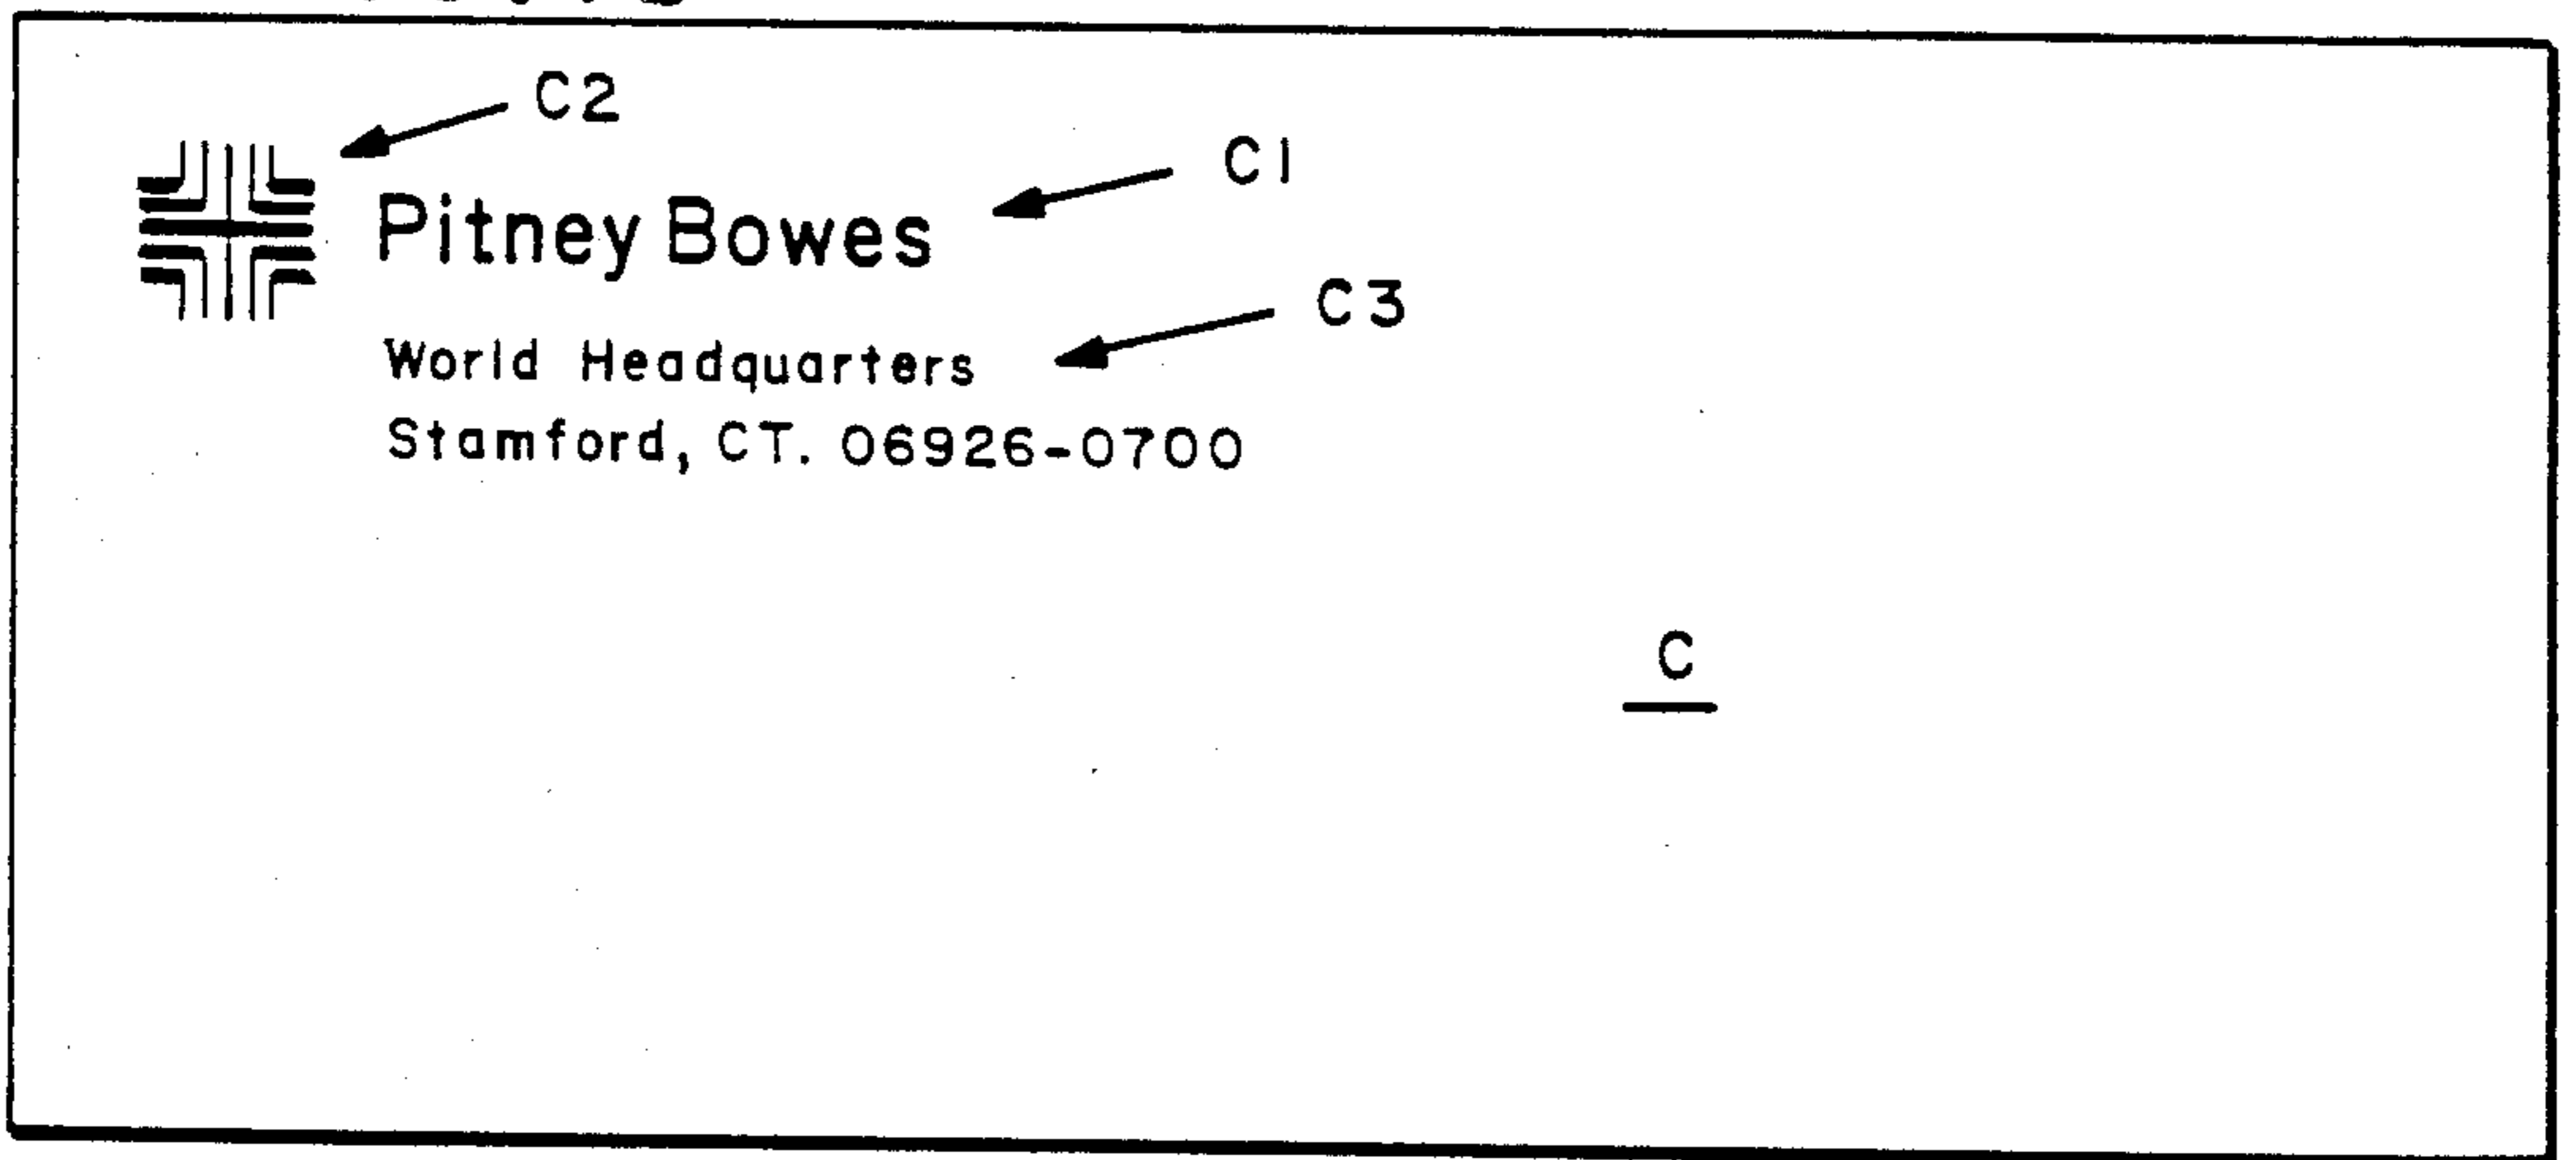 C2
C1
Pitney Bowes
C3
World Headquarters
Stamford, CT. 06926-0700
C